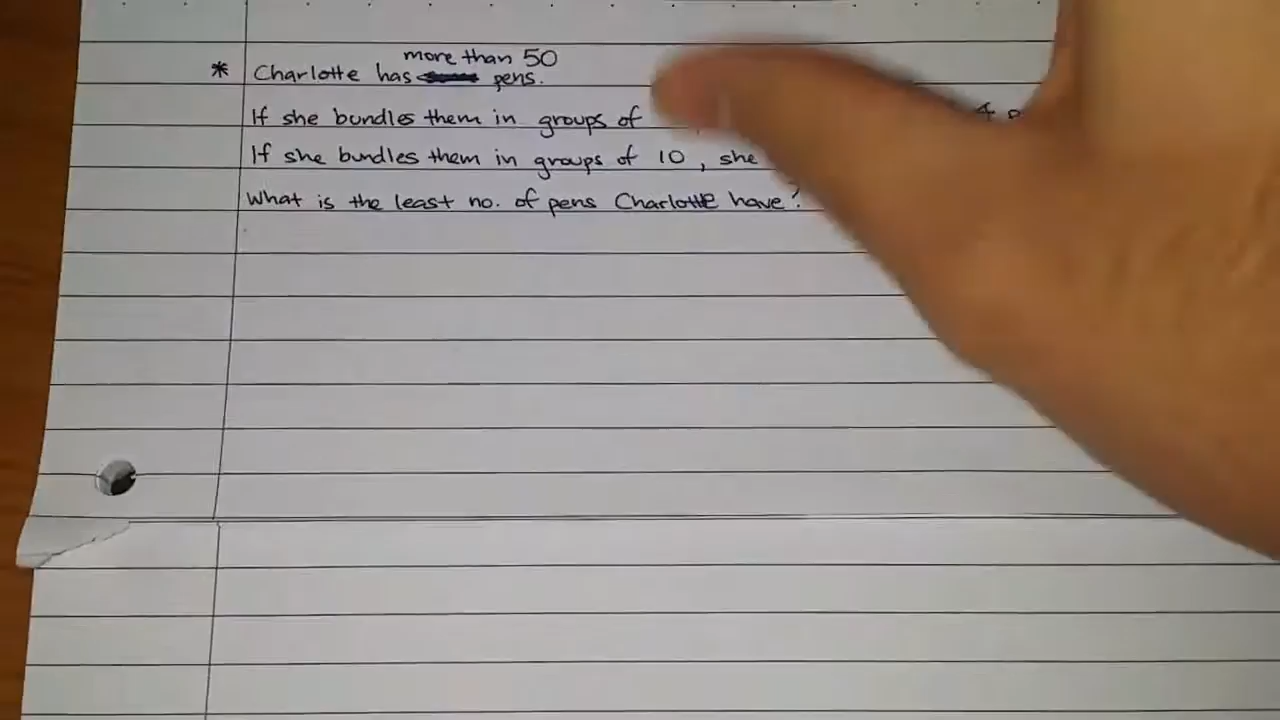 more than 50
* Charlotte has pens.
If she bundles them in groups of 4
If she bundles them in groups of 10, she
What is the least no. of pens Charlotte have?